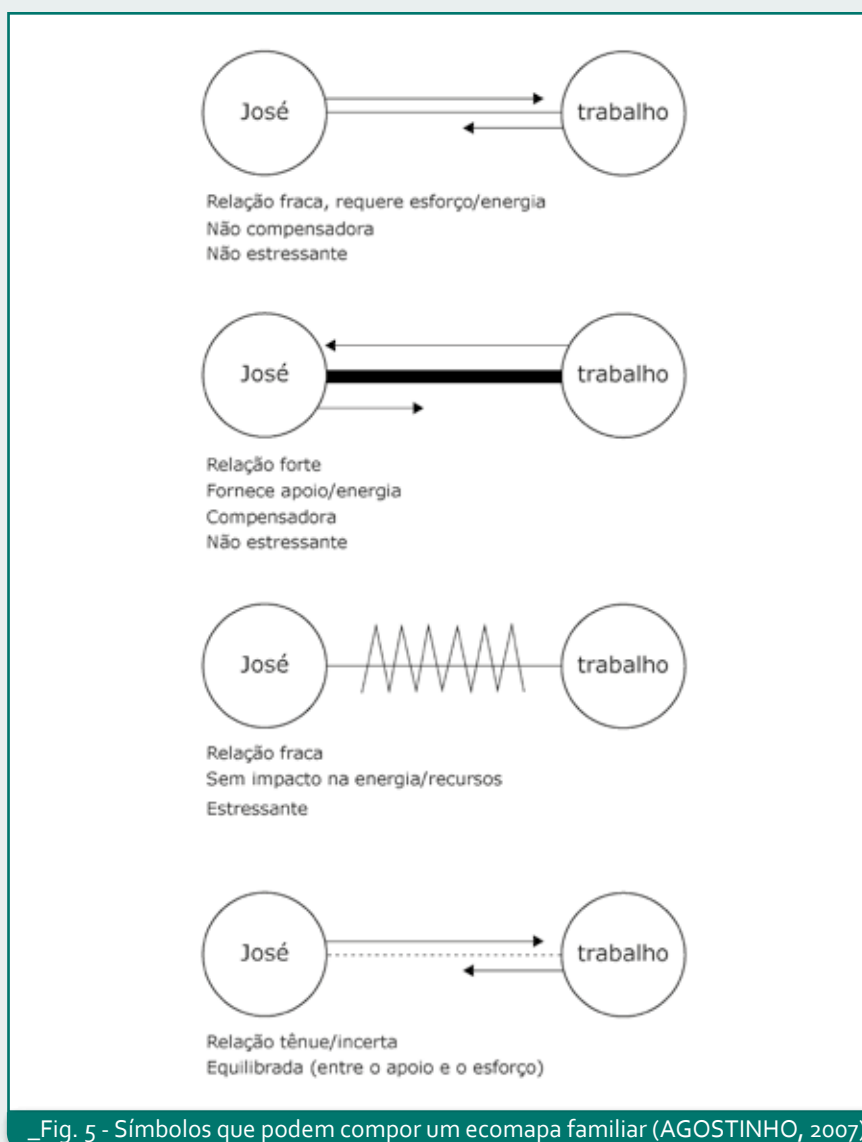 José
trabalho
Relação fraca, requere esforço/energia
Não compensadora
Não estressante
José
trabalho
Relação forte
Fornece apoio/energia
Compensadora
Não estressante
José
trabalho
Relação fraca
Sem impacto na energia/recursos
Estressante
José
trabalho
Relação tênue/incerta
Equilibrada (entre o apoio e o esforço)
_Fig. 5 - Símbolos que podem compor um ecomapa familiar (AGOSTINHO, 2007